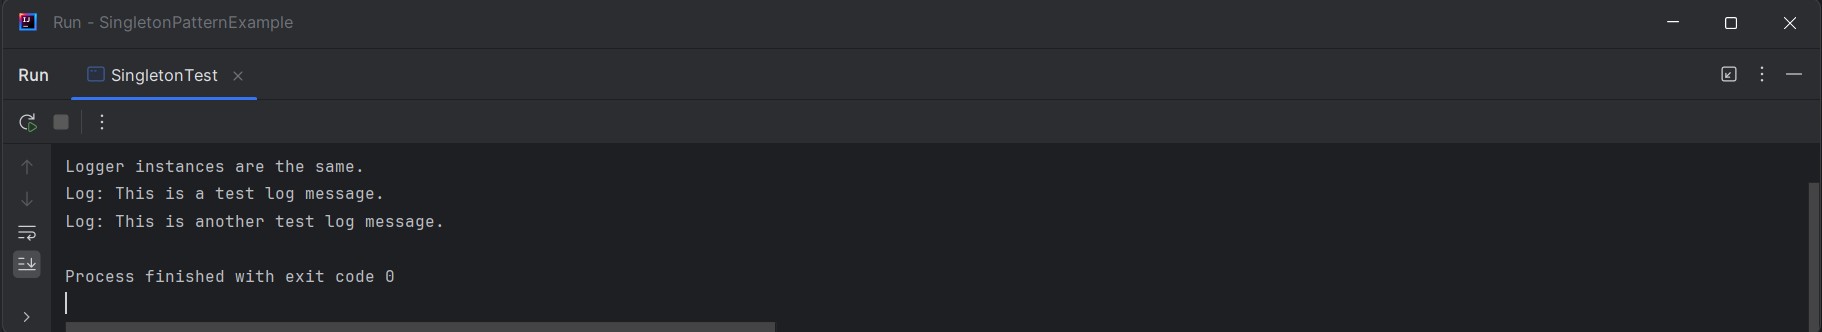 Run - SingletonPatternExample
Run SingletonTest
Logger instances are the same.
Log: This is a test log message.
Log: This is another test log message.
Process finished with exit code 0